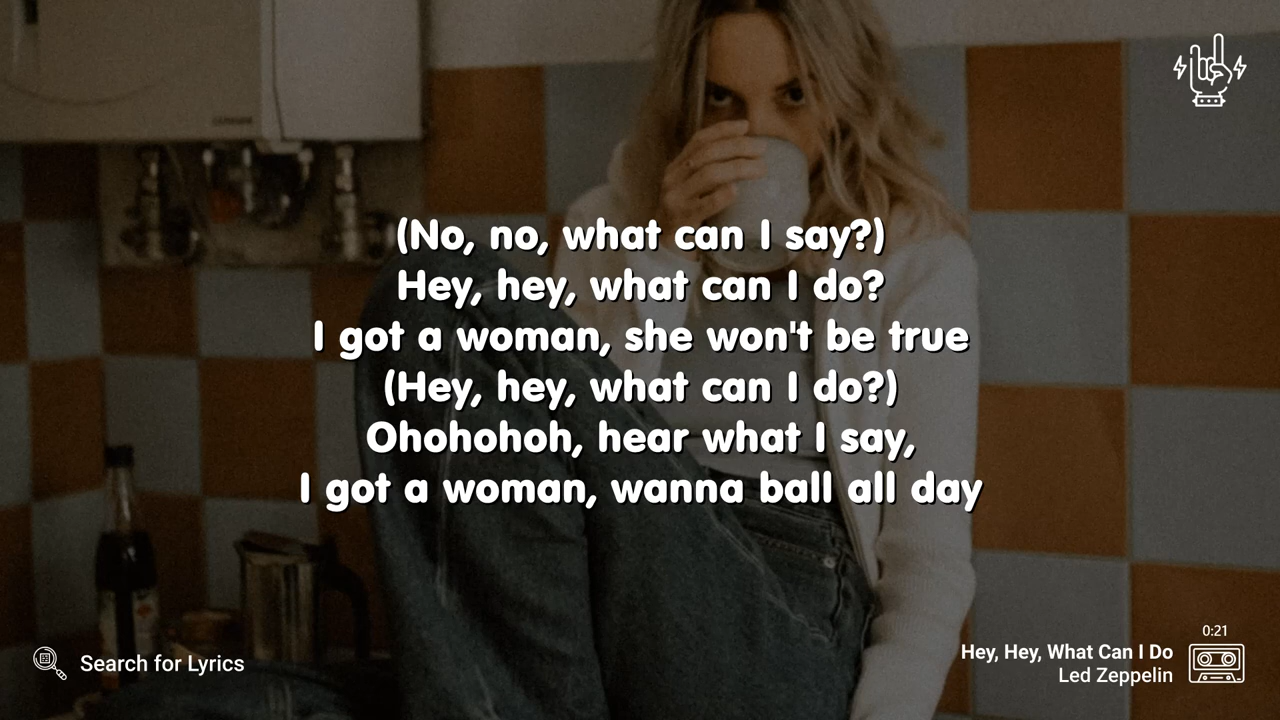 (No, no, what can I say?)
Hey, hey, what can I do?
I got a woman, she won't be true
(Hey, hey, what can I do?)
Ohohohoh, hear what I say,
I got a woman, wanna ball all day
Search for Lyrics
0:21
Hey, Hey, What Can I Do
Led Zeppelin